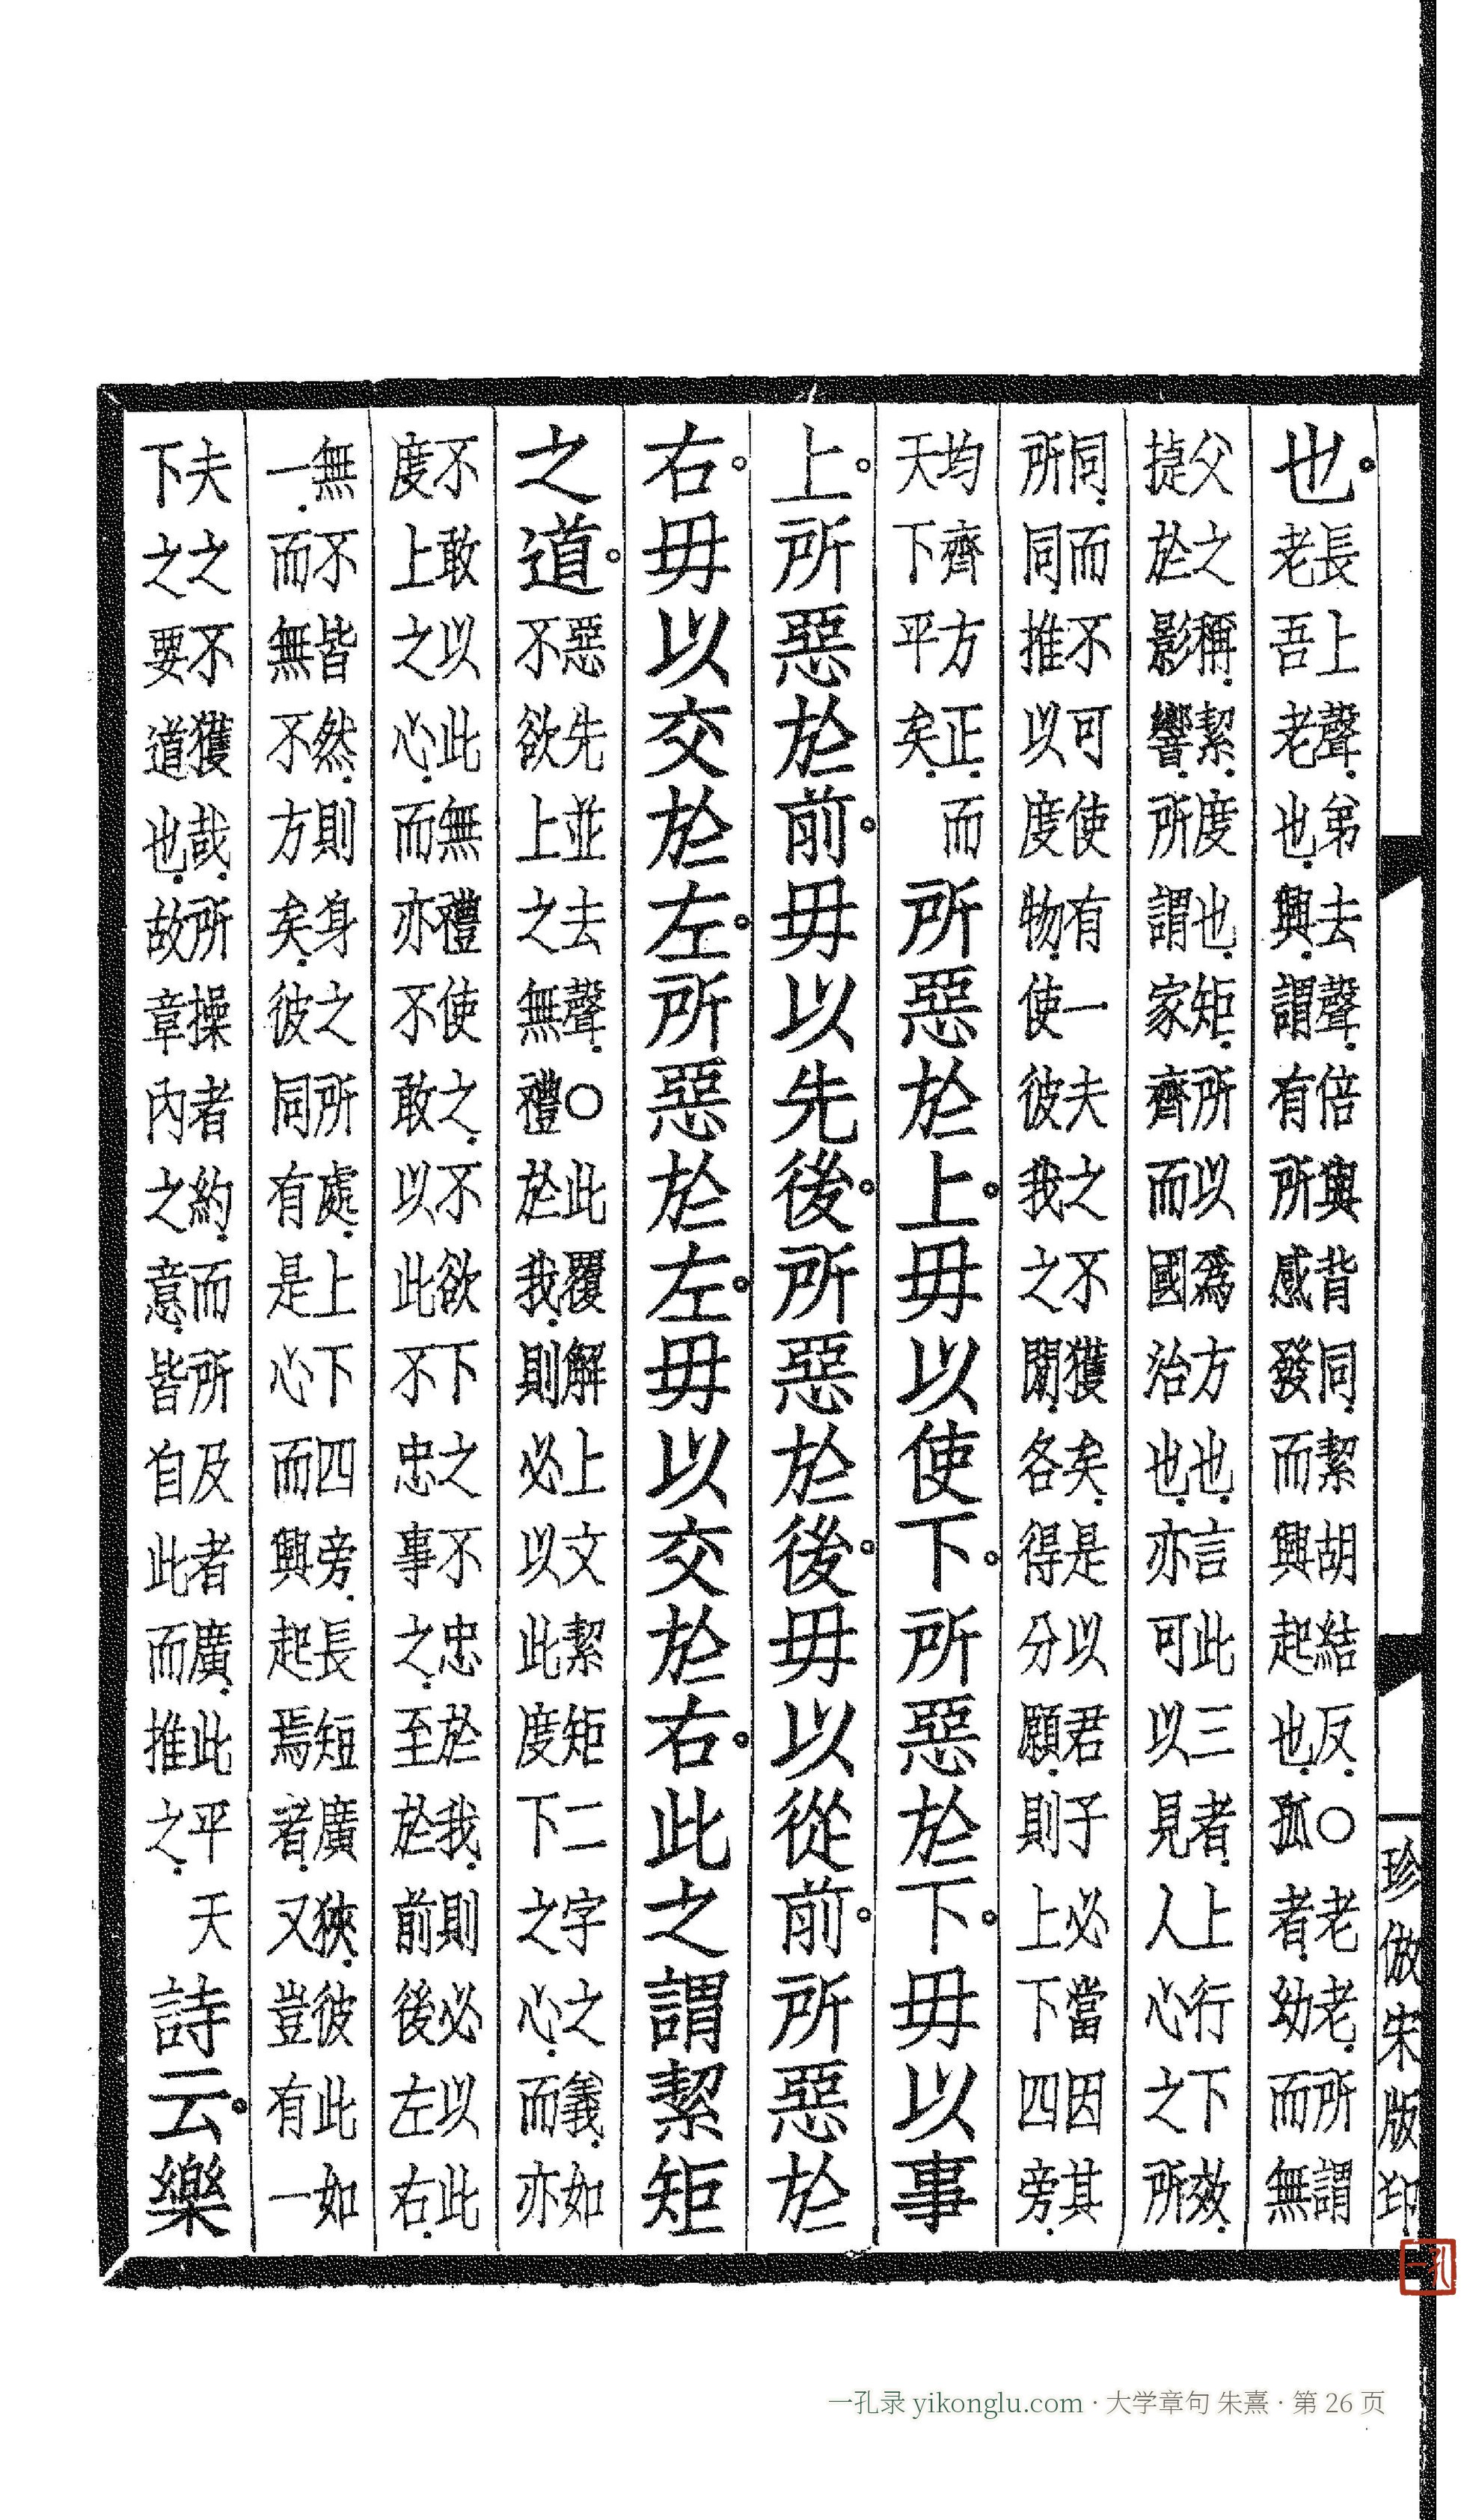 珍倣宋版印
也。長上聲.弟去聲.倍與背同.絜胡結反.○老老.所謂
老吾老也.興.謂有所感發而興起也.孤者.幼而無
父之稱.絜.度也.矩.所以爲方也.言此三者.上行下效.
捷於影響.所謂家齊而國治也.亦可以見人心之所
同.而不可使有一夫之不獲矣.是以君子必當因其
所同推以度物.使彼我之閒.各得分願.則上下四旁.
均齊方正.而
天下平矣.
所惡於上。毋以使下。所惡於下。毋以事
上。所惡於前。毋以先後。所惡於後。毋以從前。所惡於
右。毋以交於左。所惡於左。毋以交於右。此之謂絜矩
之道。惡先並去聲.○此覆解上文絜矩二字之義.如
不欲上之無禮於我.則必以此度下之心.而亦
不敢以此無禮使之.不欲下之不忠於我.則必以此
度上之心.而亦不敢以此不忠事之.至於前後左右.
無不皆然.則身之所處.上下四旁.長短廣狹.彼此如
一.而無不方矣.彼同有是心而興起焉者.又豈有一
夫之不獲哉.所操者約.而所及者廣.此平天
下之要道也.故章內之意.皆自此而推之.
詩云。樂
一孔
一孔录 yikonglu.com · 大学章句 朱熹 · 第 26 页